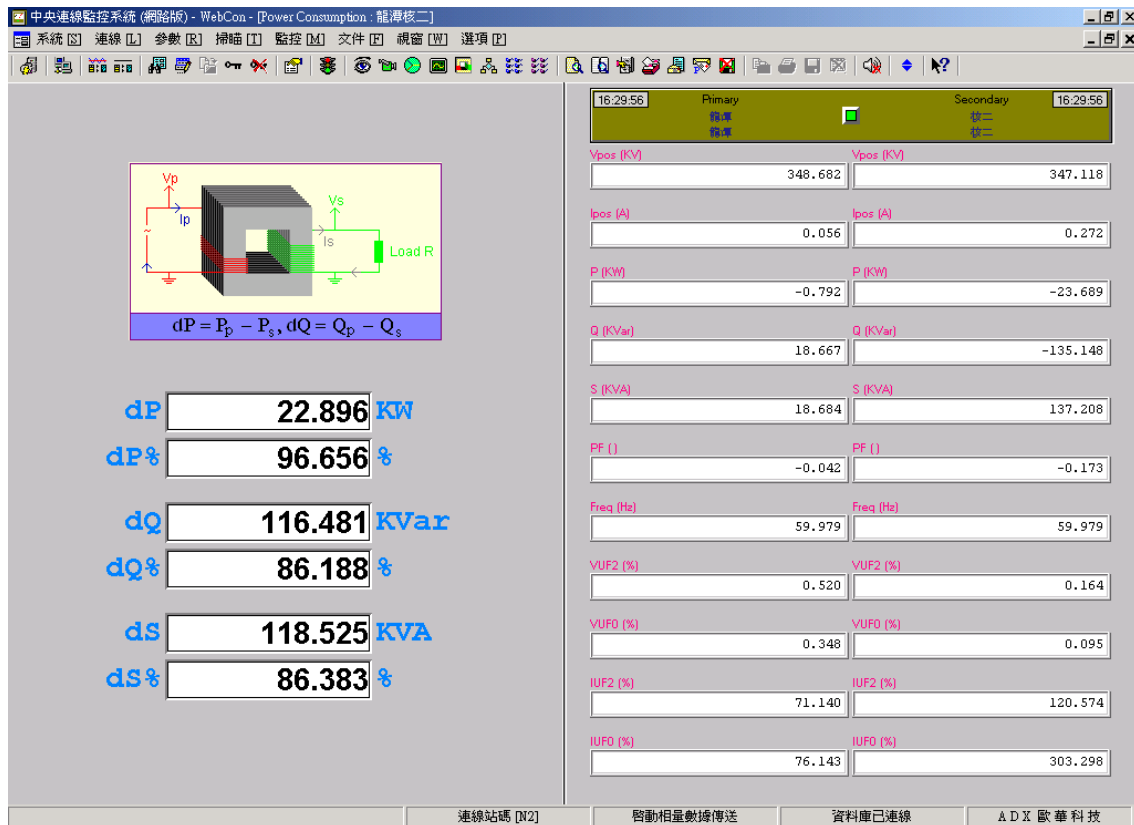 中央連線監控系統 (網路版) - WebCon - [Power Consumption : 龍潭核二]
系統 [S] 連線 [L] 參數 [R] 掃瞄 [T] 監控 [M] 文件 [F] 視窗 [W] 選項 [P]
16:29:56 Primary Secondary 16:29:56
龍潭 核二
龍潭 核二
Vp
Ip
~
Vs
Is
Load R
dP = Pp - Ps, dQ = Qp - Qs
dP 22.896 KW
dP% 96.656 %
dQ 116.481 KVar
dQ% 86.188 %
dS 118.525 KVA
dS% 86.383 %
Vpos (KV) Vpos (KV)
348.682 347.118
Ipos (A) Ipos (A)
0.056 0.272
P (KW) P (KW)
-0.792 -23.689
Q (KVar) Q (KVar)
18.667 -135.148
S (KVA) S (KVA)
18.684 137.208
PF () PF ()
-0.042 -0.173
Freq (Hz) Freq (Hz)
59.979 59.979
VUF2 (%) VUF2 (%)
0.520 0.164
VUF0 (%) VUF0 (%)
0.348 0.095
IUF2 (%) IUF2 (%)
71.140 120.574
IUF0 (%) IUF0 (%)
76.143 303.298
連線站碼 [N2] 啓動相量數據傳送 資料庫已連線 ADX 歐華科技